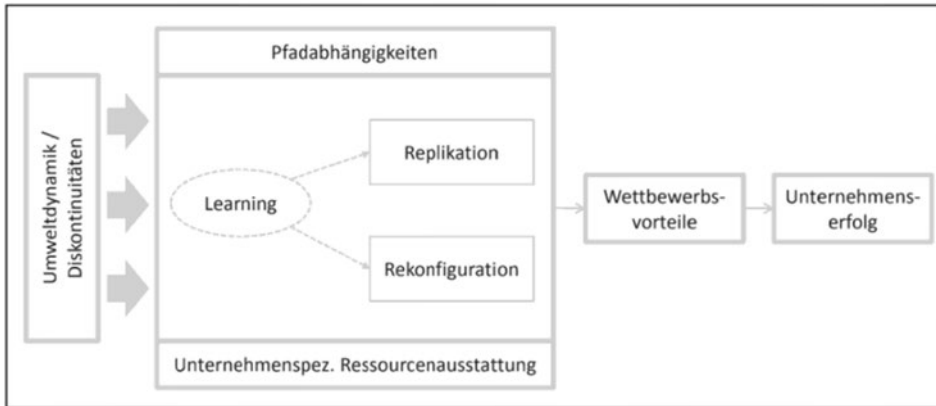 Umweltdynamik /
Diskontinuitäten
Pfadabhängigkeiten
Learning
Replikation
Rekonfiguration
Unternehmenspez. Ressourcenausstattung
Wettbewerbs-
vorteile
Unternehmens-
erfolg